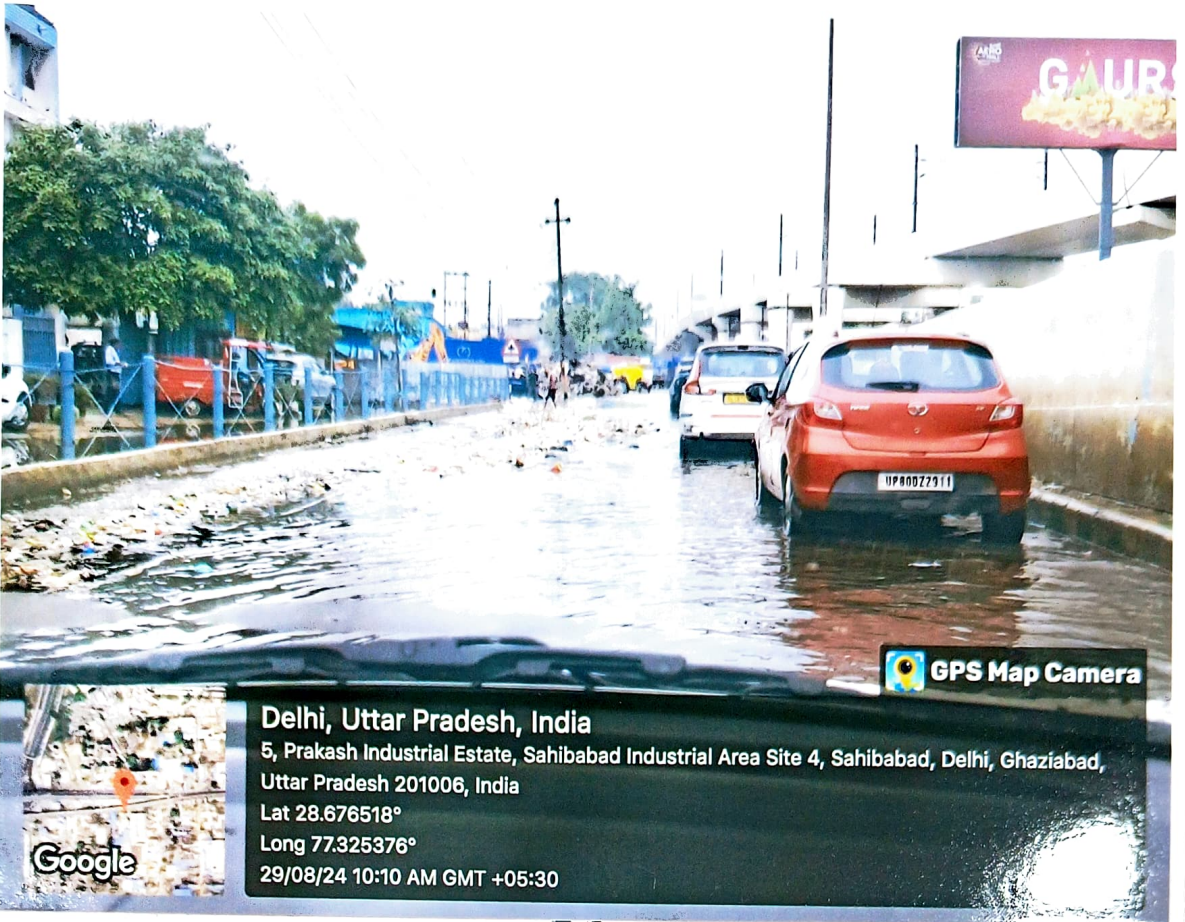 GAURS
UP80DZ7911
GPS Map Camera
Delhi, Uttar Pradesh, India
5, Prakash Industrial Estate, Sahibabad Industrial Area Site 4, Sahibabad, Delhi, Ghaziabad,
Uttar Pradesh 201006, India
Lat 28.676518°
Long 77.325376°
29/08/24 10:10 AM GMT +05:30
Google